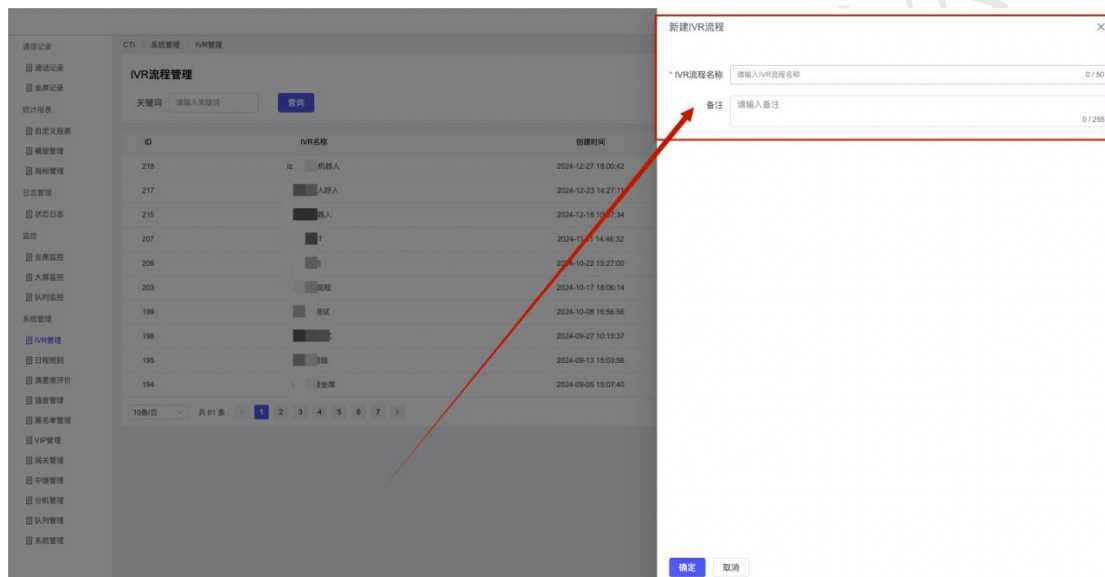 CTI > 系统管理 > IVR管理
通话记录
通话记录
坐席记录
统计报表
自定义报表
模版管理
指标管理
日志管理
状态日志
监控
坐席监控
大屏监控
队列监控
系统管理
IVR管理
日程规则
满意度评价
语音管理
黑名单管理
VIP管理
网关管理
中继管理
分机管理
队列管理
系统管理
IVR流程管理
关键词 请输入关键词 查询
ID IVR名称 创建时间
218 机器人 2024-12-27 18:00:42
217 人呼入 2024-12-23 14:27:11
215 器人 2024-12-18
207 2024-11- 14:46:32
206 2024-10-22 15:27:00
203 流程 2024-10-17 18:06:14
199 测试 2024-10-08 16:56:56
196 2024-09-27 10:15:37
195 组 2024-09-13 15:03:56
194 坐席 2024-09-05 15:07:40
10条/页 共 61 条 < 1 2 3 4 5 6 7 >
新建IVR流程 ×
* IVR流程名称 请输入IVR流程名称 0 / 50
备注 请输入备注
0 / 255
确定 取消